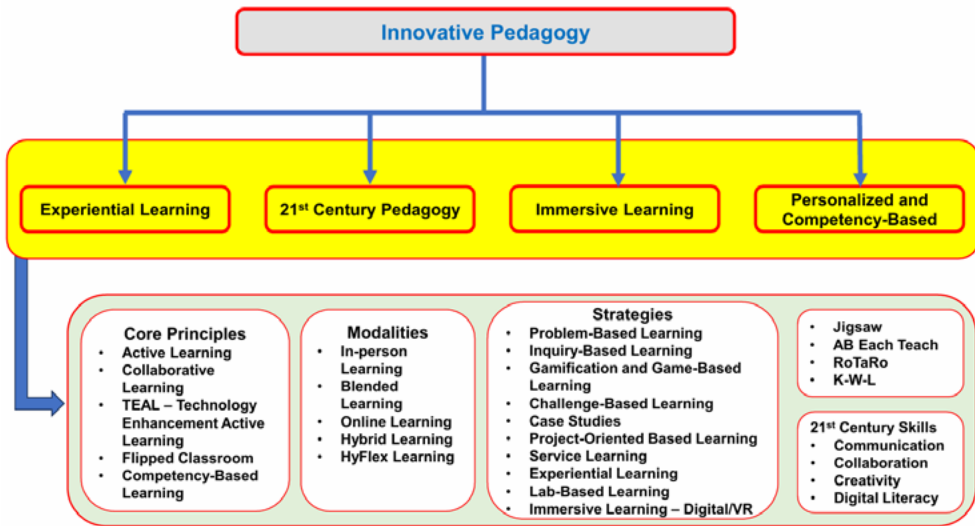 Innovative Pedagogy
Experiential Learning
21st Century Pedagogy
Immersive Learning
Personalized and
Competency-Based
Core Principles
• Active Learning
• Collaborative
Learning
• TEAL – Technology
Enhancement Active
Learning
• Flipped Classroom
• Competency-Based
Learning
Modalities
• In-person
Learning
• Blended
Learning
• Online Learning
• Hybrid Learning
• HyFlex Learning
Strategies
• Problem-Based Learning
• Inquiry-Based Learning
• Gamification and Game-Based
Learning
• Challenge-Based Learning
• Case Studies
• Project-Oriented Based Learning
• Service Learning
• Experiential Learning
• Lab-Based Learning
• Immersive Learning – Digital/VR
• Jigsaw
• AB Each Teach
• RoTaRo
• K-W-L
21st Century Skills
• Communication
• Collaboration
• Creativity
• Digital Literacy